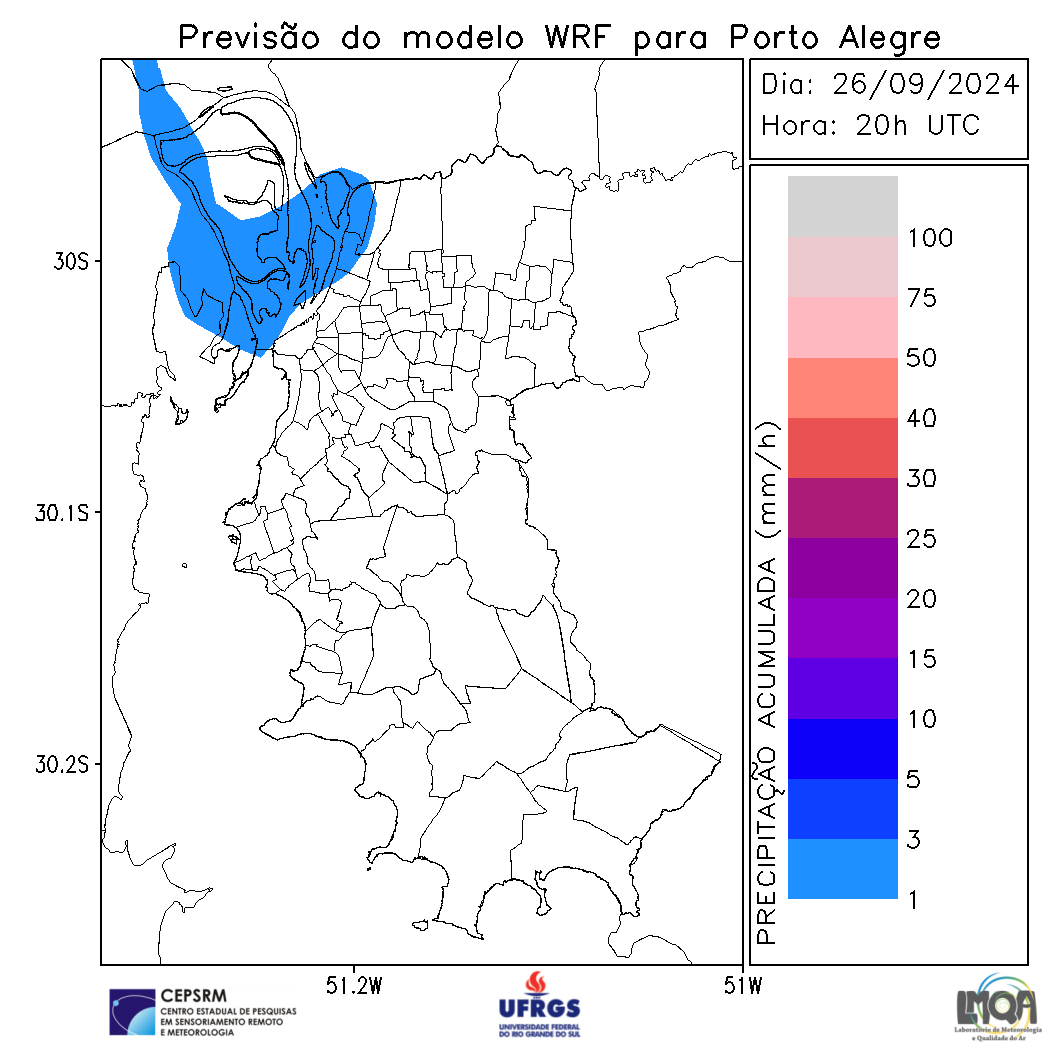 Previsão do modelo WRF para Porto Alegre
Dia: 26/09/2024
Hora: 20h UTC
30S
30.1S
30.2S
51.2W
51W
PRECIPITAÇÃO ACUMULADA (mm/h)
100
75
50
40
30
25
20
15
10
5
3
1
CEPSRM
CENTRO ESTADUAL DE PESQUISAS
EM SENSORIAMENTO REMOTO
E METEOROLOGIA
UFRGS
UNIVERSIDADE FEDERAL
DO RIO GRANDE DO SUL
LMQA
Laboratório de Meteorologia
e Qualidade do Ar